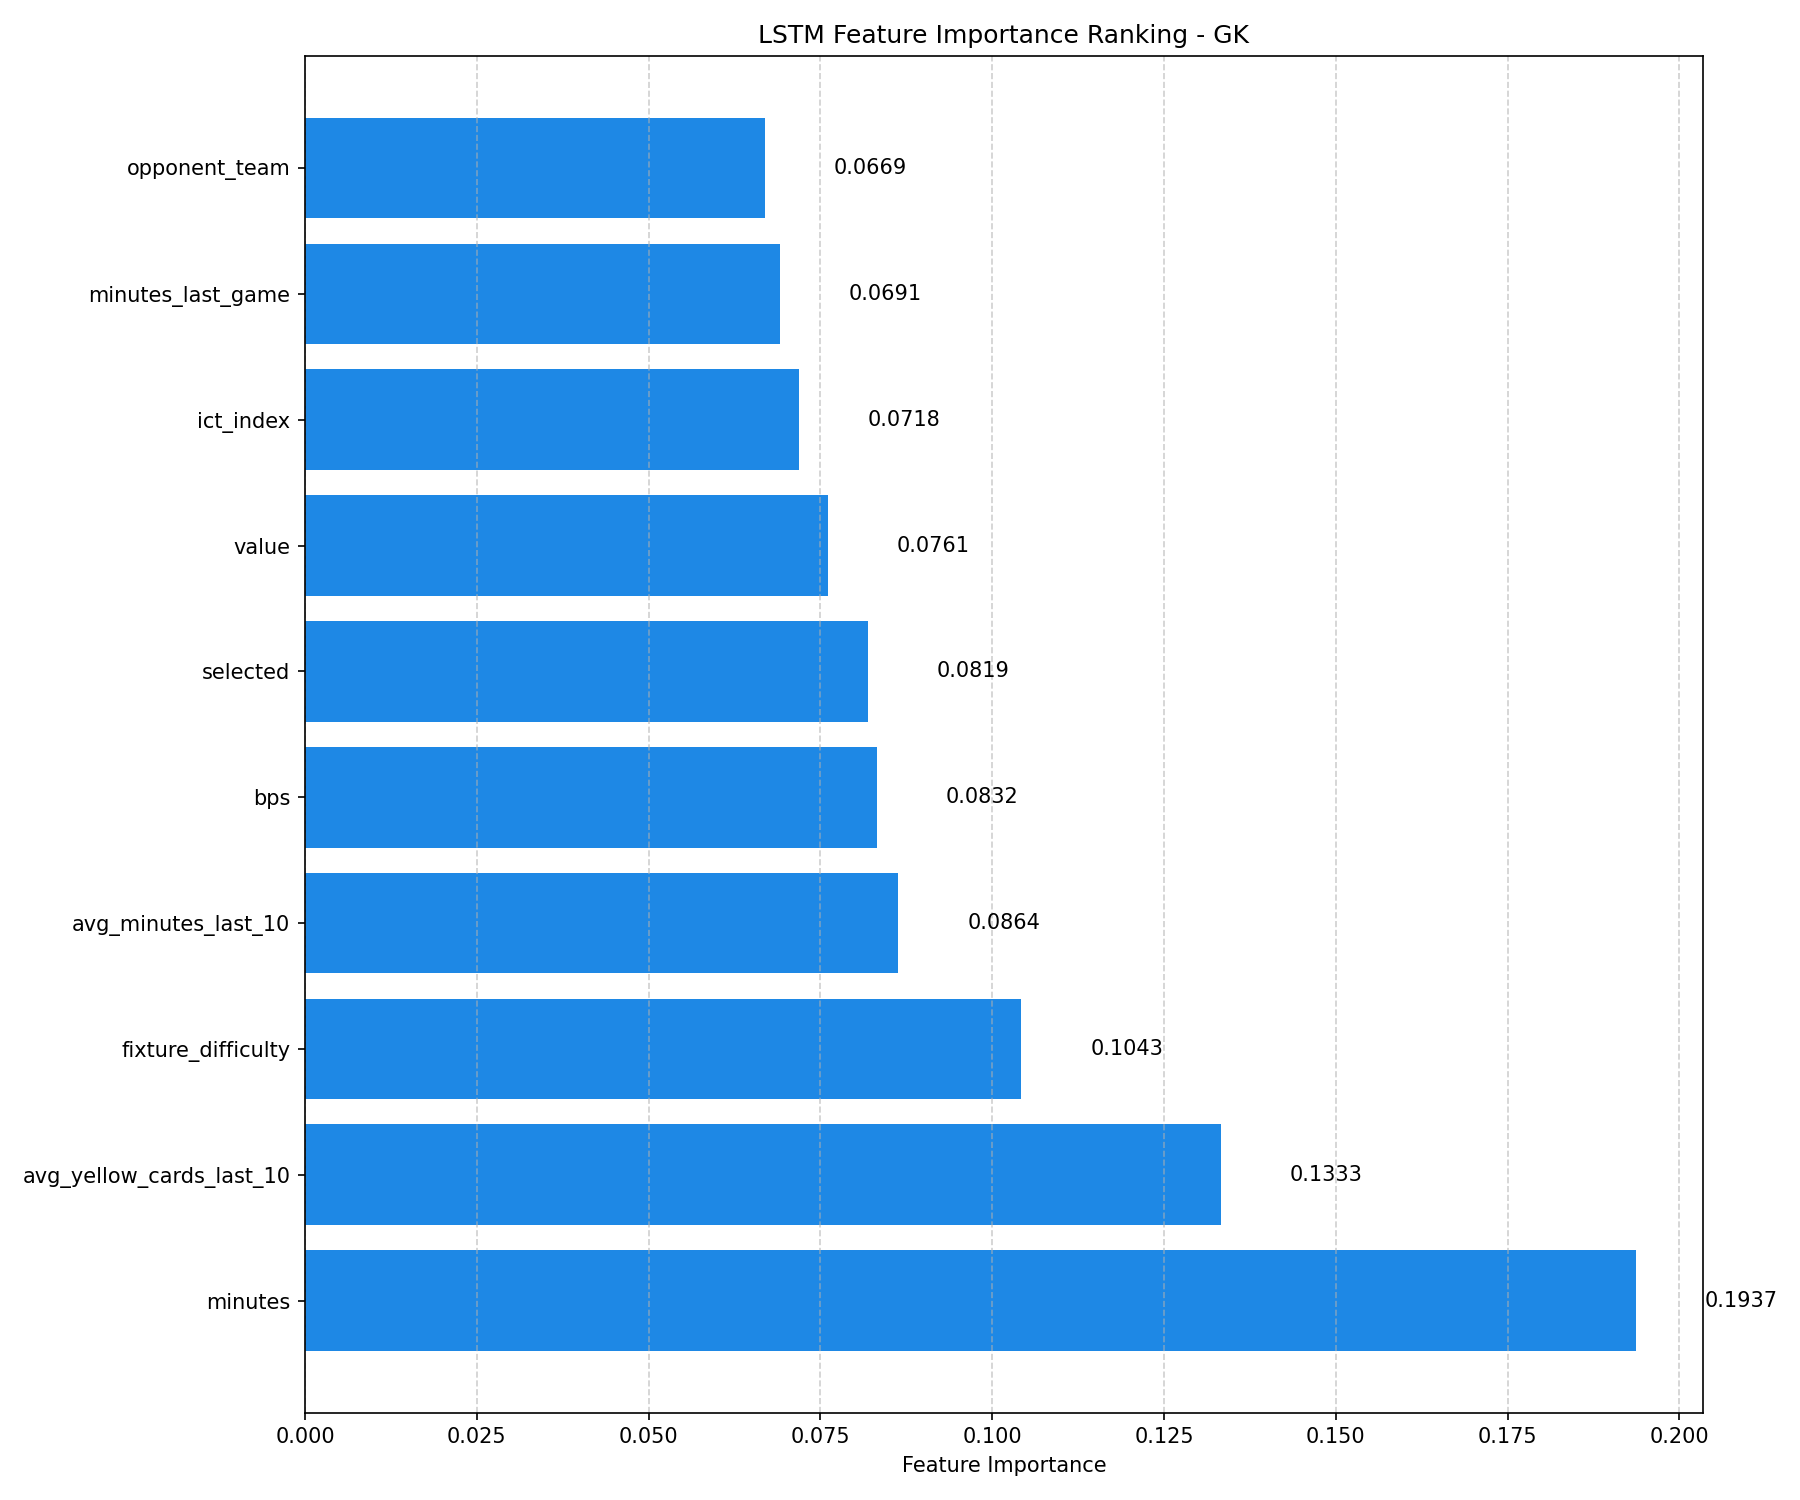 LSTM Feature Importance Ranking - GK
opponent_team 0.0669
minutes_last_game 0.0691
ict_index 0.0718
value 0.0761
selected 0.0819
bps 0.0832
avg_minutes_last_10 0.0864
fixture_difficulty 0.1043
avg_yellow_cards_last_10 0.1333
minutes 0.1937
0.000 0.025 0.050 0.075 0.100 0.125 0.150 0.175 0.200
Feature Importance